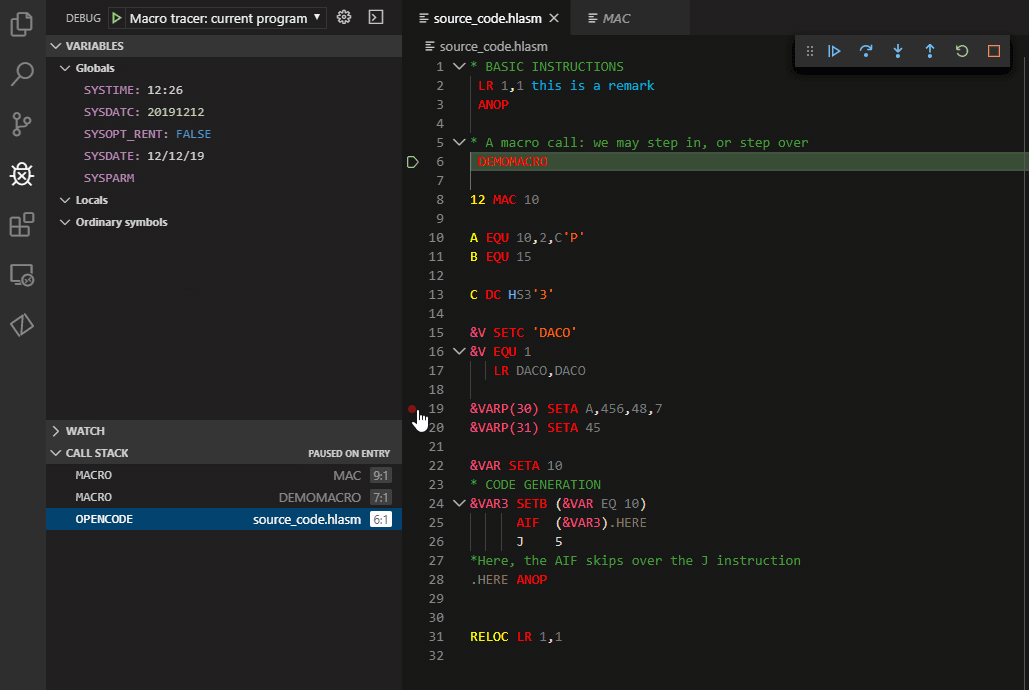 DEBUG Macro tracer: current program
VARIABLES
Globals
SYSTIME: 12:26
SYSDATC: 20191212
SYSOPT_RENT: FALSE
SYSDATE: 12/12/19
SYSPARM
Locals
Ordinary symbols
WATCH
CALL STACK PAUSED ON ENTRY
MACRO MAC 9:1
MACRO DEMOMACRO 7:1
OPENCODE source_code.hlasm 6:1
source_code.hlasm MAC
source_code.hlasm
1 * BASIC INSTRUCTIONS
2 LR 1,1 this is a remark
3 ANOP
4
5 * A macro call: we may step in, or step over
6 DEMOMACRO
7
8 12 MAC 10
9
10 A EQU 10,2,C'P'
11 B EQU 15
12
13 C DC HS3'3'
14
15 &V SETC 'DACO'
16 &V EQU 1
17 LR DACO,DACO
18
19 &VARP(30) SETA A,456,48,7
20 &VARP(31) SETA 45
21
22 &VAR SETA 10
23 * CODE GENERATION
24 &VAR3 SETB (&VAR EQ 10)
25 AIF (&VAR3).HERE
26 J 5
27 *Here, the AIF skips over the J instruction
28 .HERE ANOP
29
30
31 RELOC LR 1,1
32